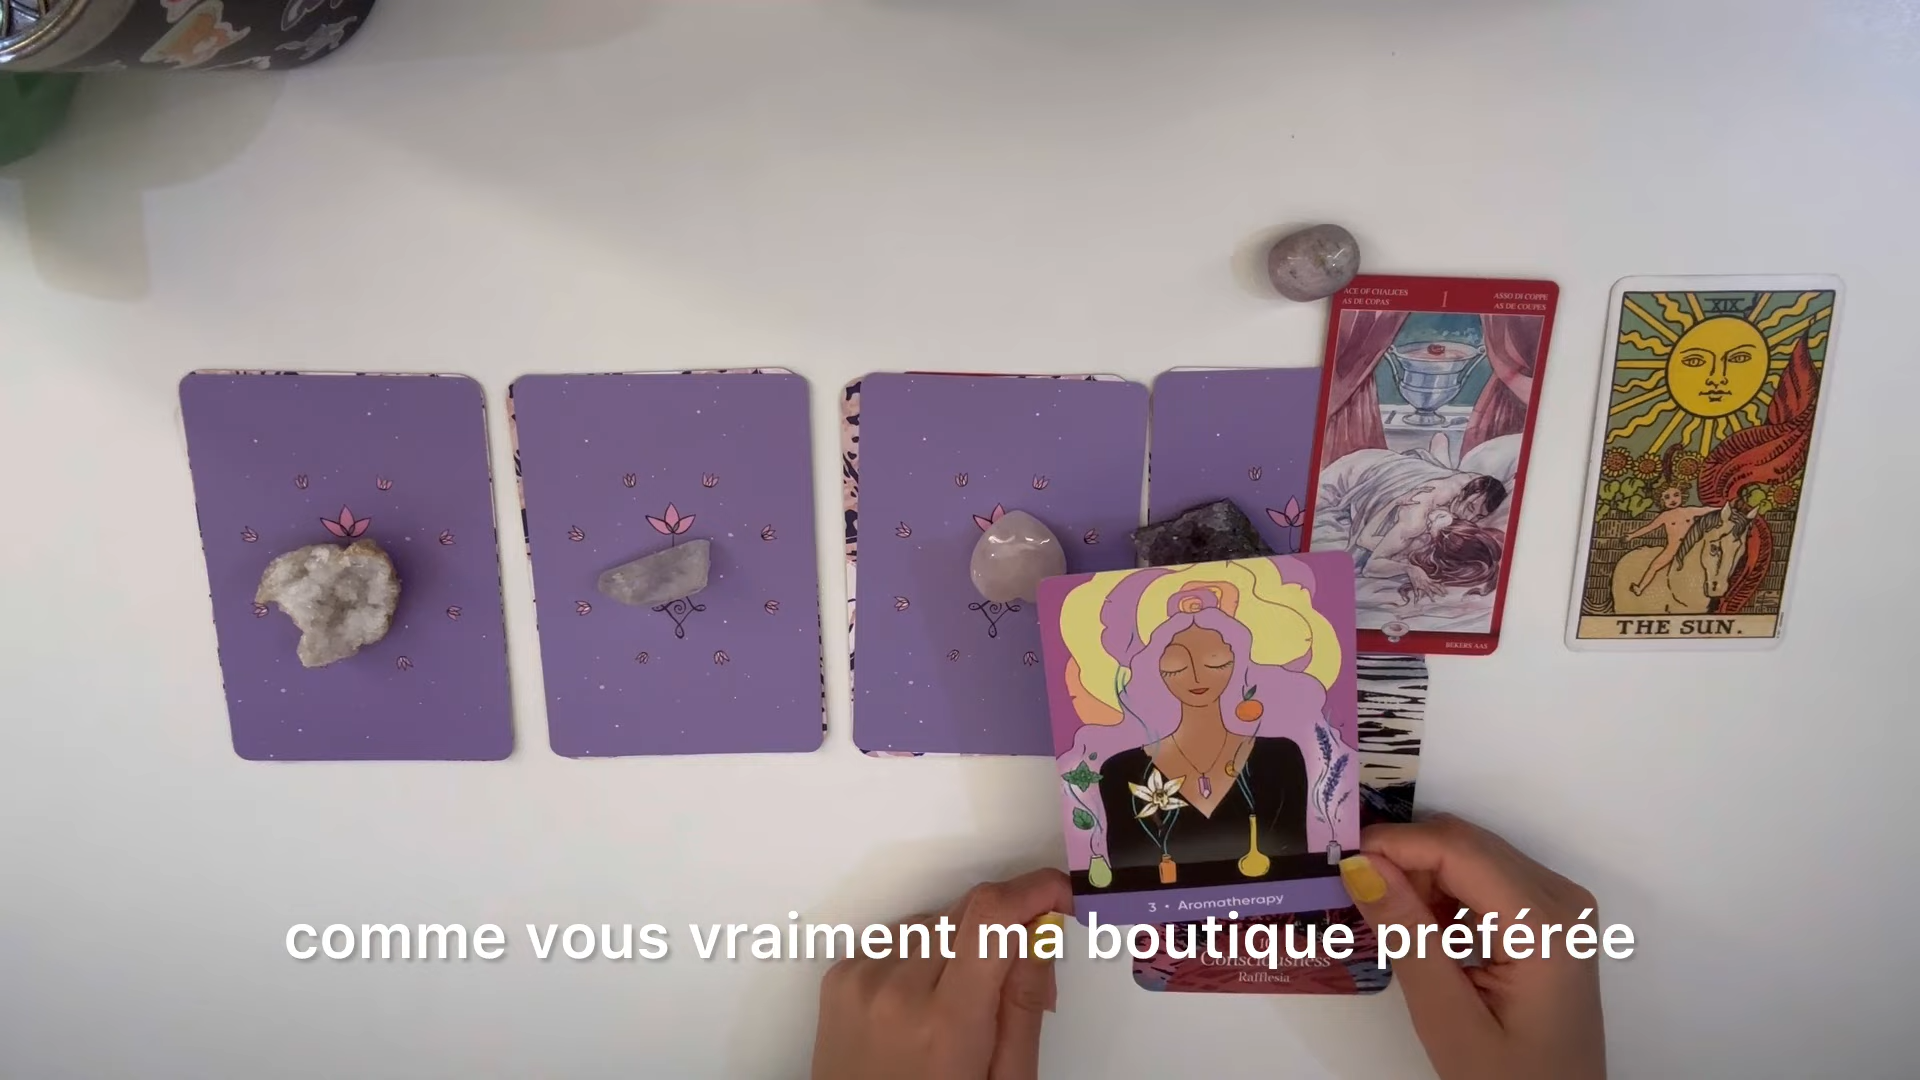 ACE OF CHALICES
AS DE COPAS
I
ASSO DI COPPE
AS DE COUPES
BEKERS AAS
XIX
THE SUN.
3 • Aromatherapy
comme vous vraiment ma boutique préférée
Consciousness
Rafflesia